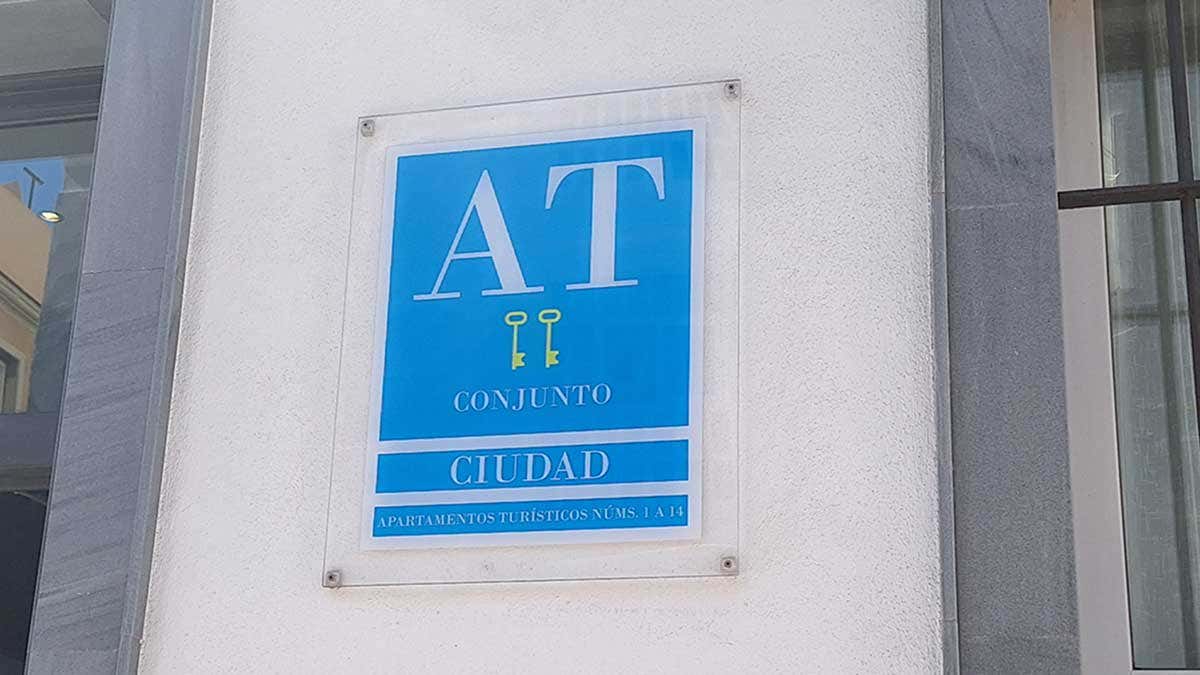 AT
CONJUNTO
CIUDAD
APARTAMENTOS TURÍSTICOS NÚMS. 1 A 14